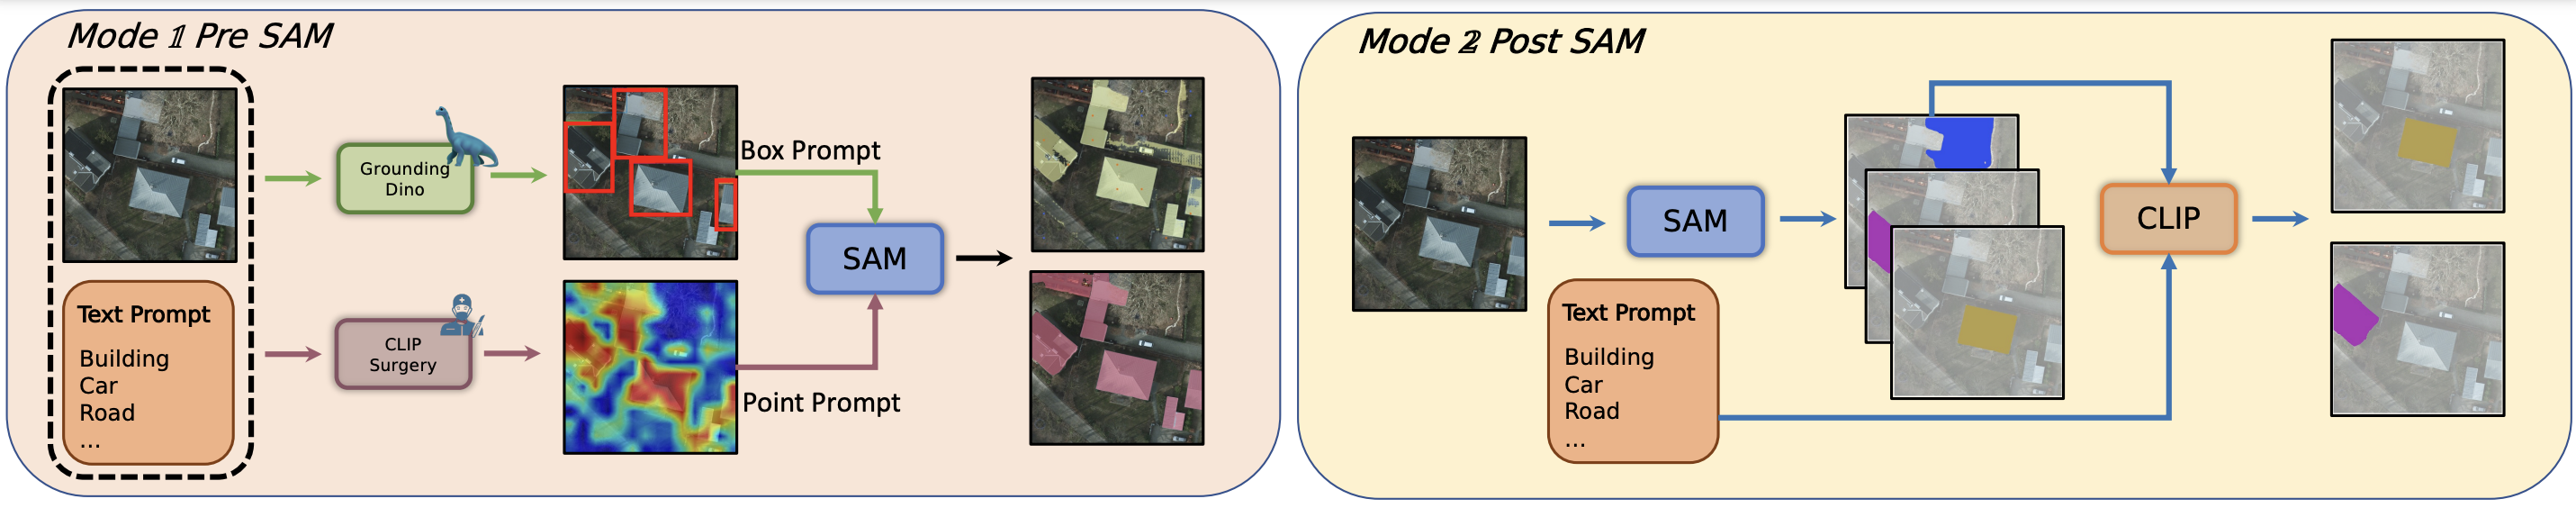 Mode 1 Pre SAM
Text Prompt
Building
Car
Road
...
Grounding
Dino
CLIP
Surgery
Box Prompt
Point Prompt
SAM
Mode 2 Post SAM
Text Prompt
Building
Car
Road
...
SAM
CLIP